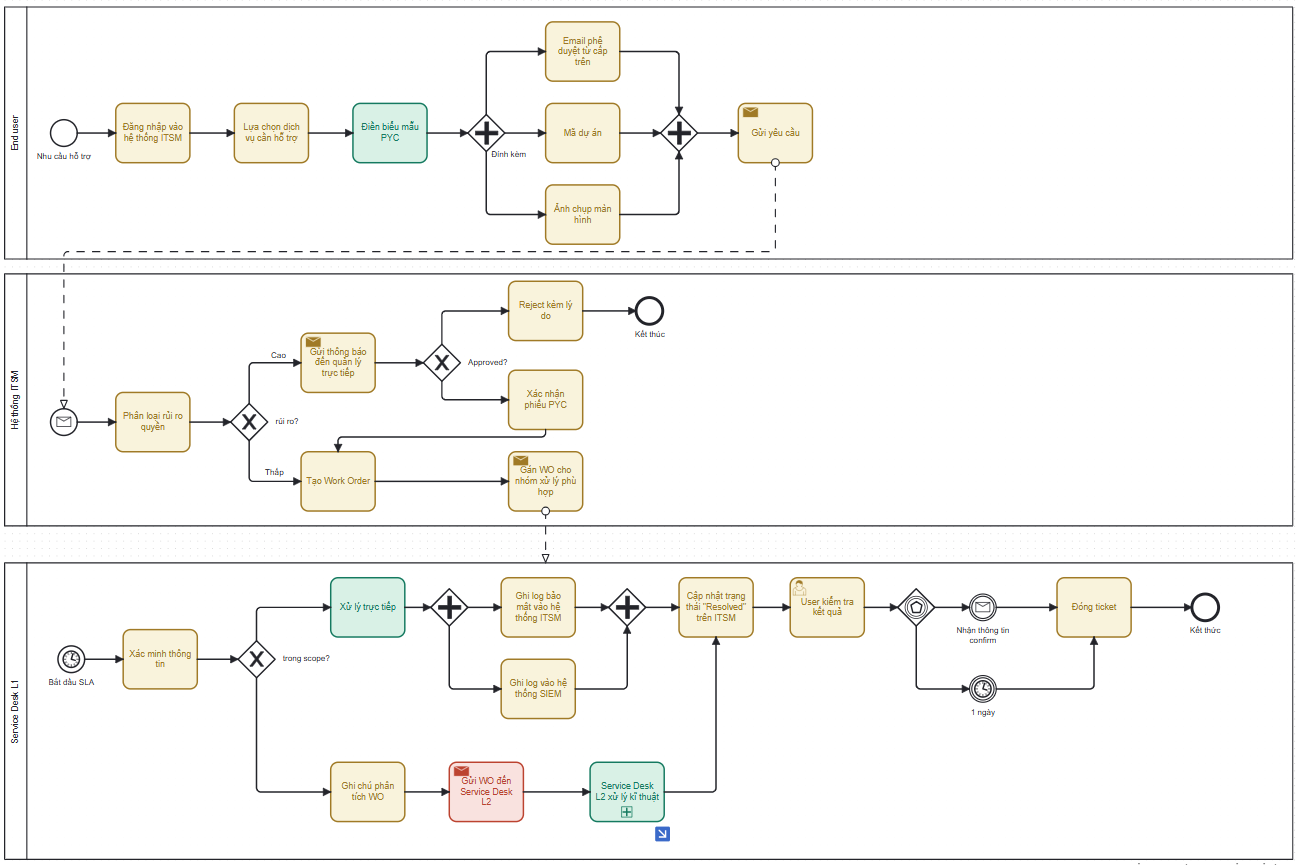 End user
Nhu cầu hỗ trợ
Đăng nhập vào
hệ thống ITSM
Lựa chọn dịch
vụ cần hỗ trợ
Điền biểu mẫu
PYC
Đính kèm
Email phê
duyệt từ cấp
trên
Mã dự án
Ảnh chụp màn
hình
Gửi yêu cầu
Hệ thống ITSM
Phân loại rủi ro
quyền
rủi ro?
Cao
Thấp
Gửi thông báo
đến quản lý
trực tiếp
Approved?
Reject kèm lý
do
Kết thúc
Xác nhận
phiếu PYC
Tạo Work Order
Gán WO cho
nhóm xử lý phù
hợp
Service Desk L1
Bắt đầu SLA
Xác minh thông
tin
trong scope?
Xử lý trực tiếp
Ghi log bảo
mật vào hệ
thống ITSM
Ghi log vào hệ
thống SIEM
Cập nhật trạng
thái "Resolved"
trên ITSM
User kiểm tra
kết quả
Nhận thông tin
confirm
1 ngày
Đóng ticket
Kết thúc
Ghi chú phân
tích WO
Gửi WO đến
Service Desk
L2
Service Desk
L2 xử lý kĩ thuật